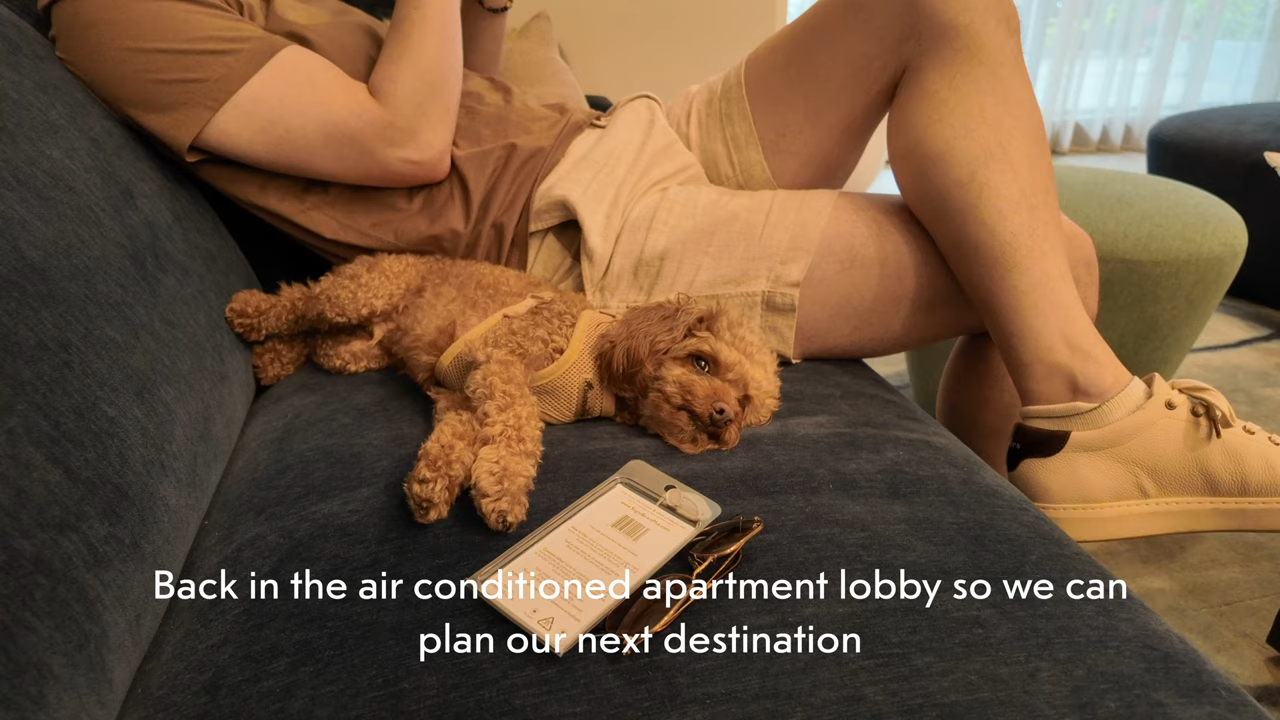 Back in the air conditioned apartment lobby so we can
plan our next destination